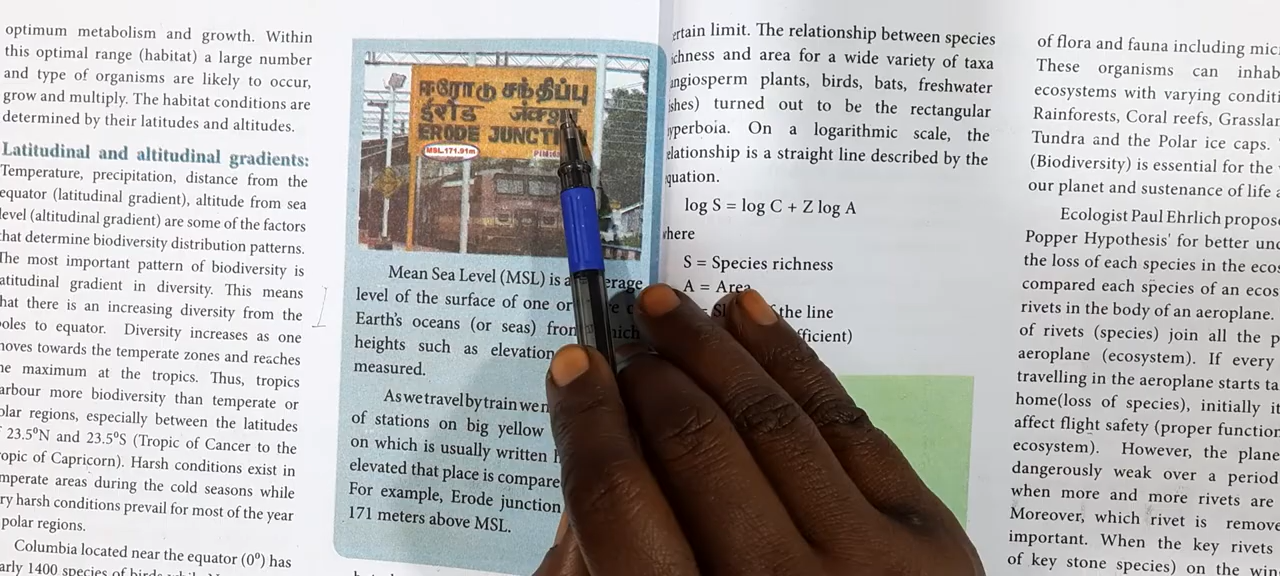 optimum metabolism and growth. Within
this optimal range (habitat) a large number
and type of organisms are likely to occur,
grow and multiply. The habitat conditions are
determined by their latitudes and altitudes.
Latitudinal and altitudinal gradients:
Temperature, precipitation, distance from the
equator (latitudinal gradient), altitude from sea
level (altitudinal gradient) are some of the factors
that determine biodiversity distribution patterns.
The most important pattern of biodiversity is
latitudinal gradient in diversity. This means
that there is an increasing diversity from the
poles to equator. Diversity increases as one
moves towards the temperate zones and reaches
the maximum at the tropics. Thus, tropics
harbour more biodiversity than temperate or
polar regions, especially between the latitudes
of 23.5⁰N and 23.5⁰S (Tropic of Cancer to the
Tropic of Capricorn). Harsh conditions exist in
temperate areas during the cold seasons while
very harsh conditions prevail for most of the year
polar regions.
Columbia located near the equator (0⁰) has
nearly 1400 species of birds while
ஈரோடு சந்திப்பு
ईरोड जंक्शन
ERODE JUNCTI
MSL.171.91m
Mean Sea Level (MSL) is a
level of the surface of one or
Earth's oceans (or seas) from which
heights such as elevation
measured.
As we travel by train we
of stations on big yellow
on which is usually written
elevated that place is compare
For example, Erode junction
171 meters above MSL.
certain limit. The relationship between species
richness and area for a wide variety of taxa
angiosperm plants, birds, bats, freshwater
fishes) turned out to be the rectangular
hyperboia. On a logarithmic scale, the
relationship is a straight line described by the
equation.
log S = log C + Z log A
where
S = Species richness
A = Area
the line
fficient)
of flora and fauna including mic
These organisms can inhab
ecosystems with varying conditi
Rainforests, Coral reefs, Grasslan
Tundra and the Polar ice caps.
(Biodiversity) is essential for the
our planet and sustenance of life
Ecologist Paul Ehrlich propose
Popper Hypothesis' for better und
the loss of each species in the ecos
compared each species of an ecos
rivets in the body of an aeroplane.
of rivets (species) join all the p
aeroplane (ecosystem). If every
travelling in the aeroplane starts ta
home(loss of species), initially it
affect flight safety (proper function
ecosystem). However, the plane
dangerously weak over a period
when more and more rivets are
Moreover, which rivet is remove
important. When the key rivets
of key stone species) on the win